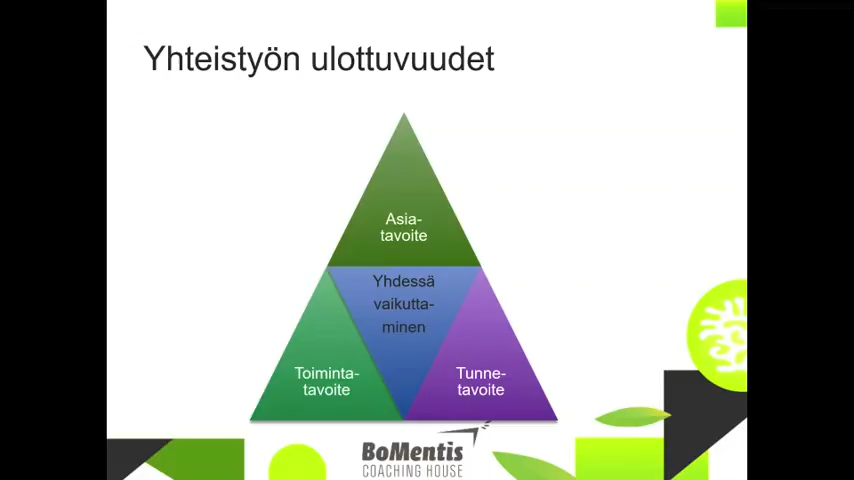 Yhteistyön ulottuvuudet
Asia-
tavoite
Yhdessä
vaikutta-
minen
Toiminta-
tavoite
Tunne-
tavoite
BoMentis
COACHING HOUSE